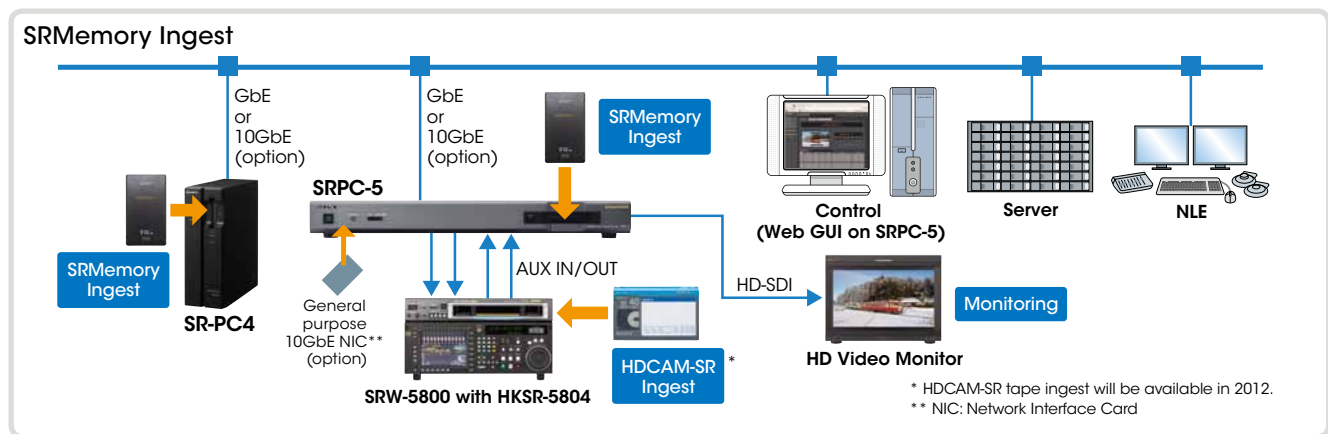 SRMemory Ingest
GbE
or
10GbE
(option)
GbE
or
10GbE
(option)
SRMemory
Ingest
SRPC-5
SRMemory
Ingest
SR-PC4
General
purpose
10GbE NIC**
(option)
AUX IN/OUT
SRW-5800 with HKSR-5804
HDCAM-SR
Ingest
*
Control
(Web GUI on SRPC-5)
Server
NLE
HD-SDI
Monitoring
HD Video Monitor
* HDCAM-SR tape ingest will be available in 2012.
** NIC: Network Interface Card